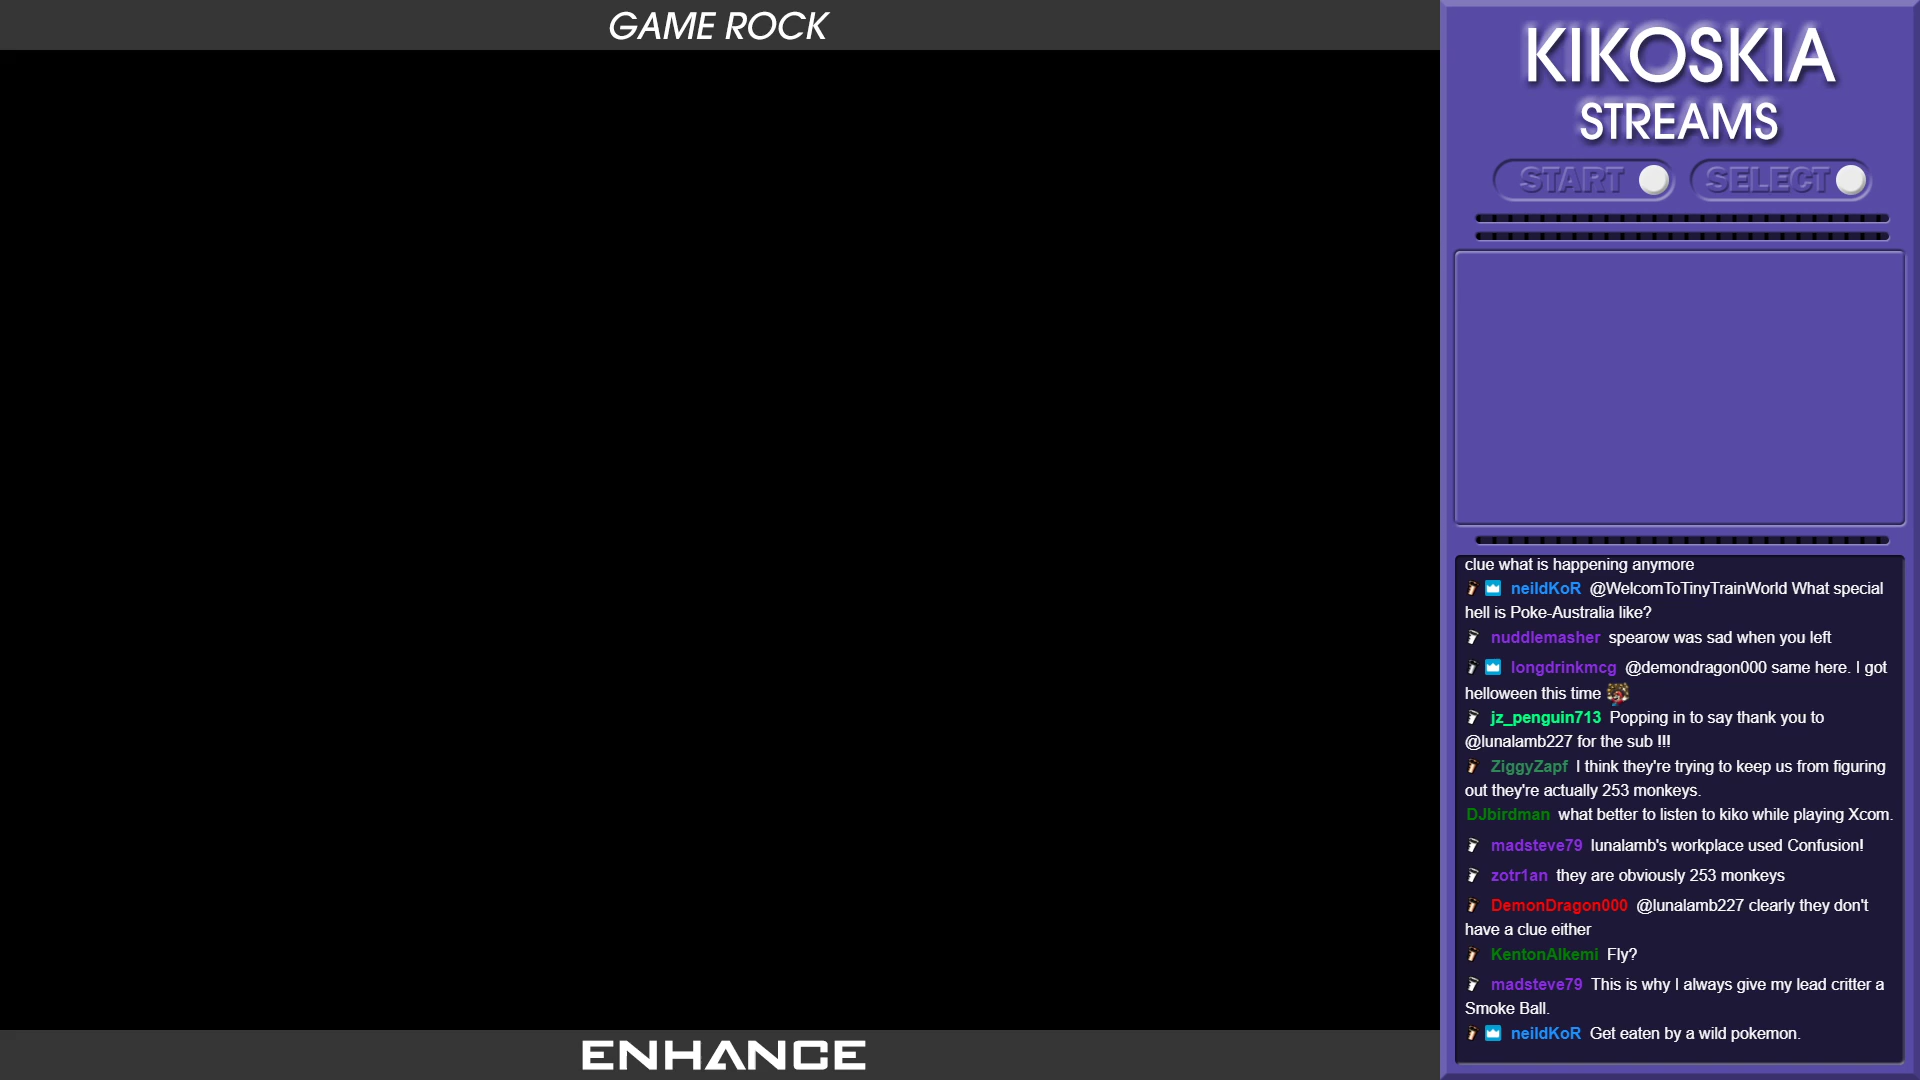 GAME ROCK
KIKOSKIA
STREAMS
START SELECT
clue what is happening anymore
neildKoR @WelcomToTinyTrainWorld What special
hell is Poke-Australia like?
nuddlemasher spearow was sad when you left
longdrinkmcg @demondragon000 same here. I got
helloween this time
jz_penguin713 Popping in to say thank you to
@lunalamb227 for the sub !!!
ZiggyZapf I think they're trying to keep us from figuring
out they're actually 253 monkeys.
DJbirdman what better to listen to kiko while playing Xcom.
madsteve79 lunalamb's workplace used Confusion!
zotr1an they are obviously 253 monkeys
DemonDragon000 @lunalamb227 clearly they don't
have a clue either
KentonAlkemi Fly?
madsteve79 This is why I always give my lead critter a
Smoke Ball.
neildKoR Get eaten by a wild pokemon.
ENHANCE